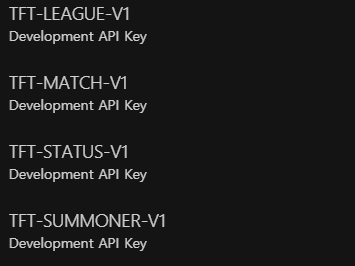 TFT-LEAGUE-V1
Development API Key
TFT-MATCH-V1
Development API Key
TFT-STATUS-V1
Development API Key
TFT-SUMMONER-V1
Development API Key